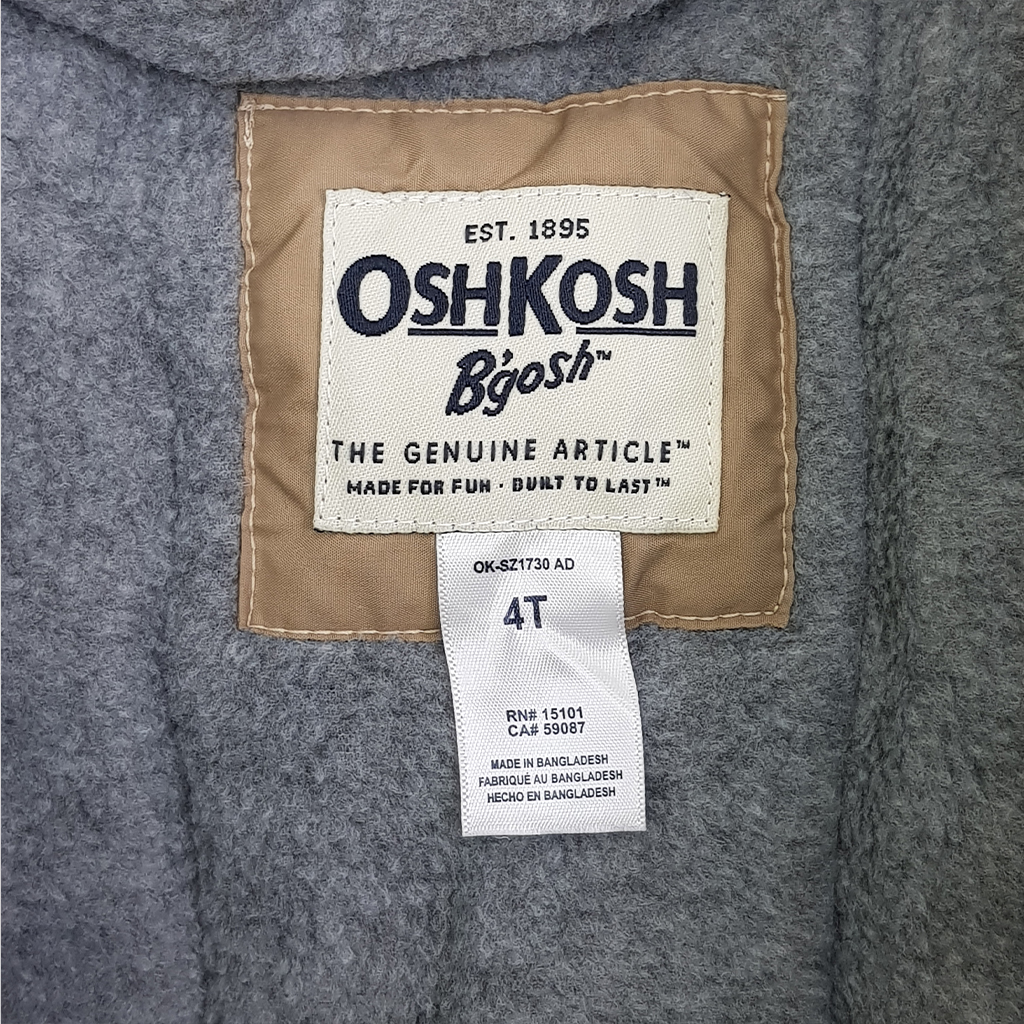 EST. 1895
OSHKOSH
B'gosh™
THE GENUINE ARTICLE™
MADE FOR FUN · BUILT TO LAST™
OK-SZ1730 AD
4T
RN# 15101
CA# 59087
MADE IN BANGLADESH
FABRIQUÉ AU BANGLADESH
HECHO EN BANGLADESH